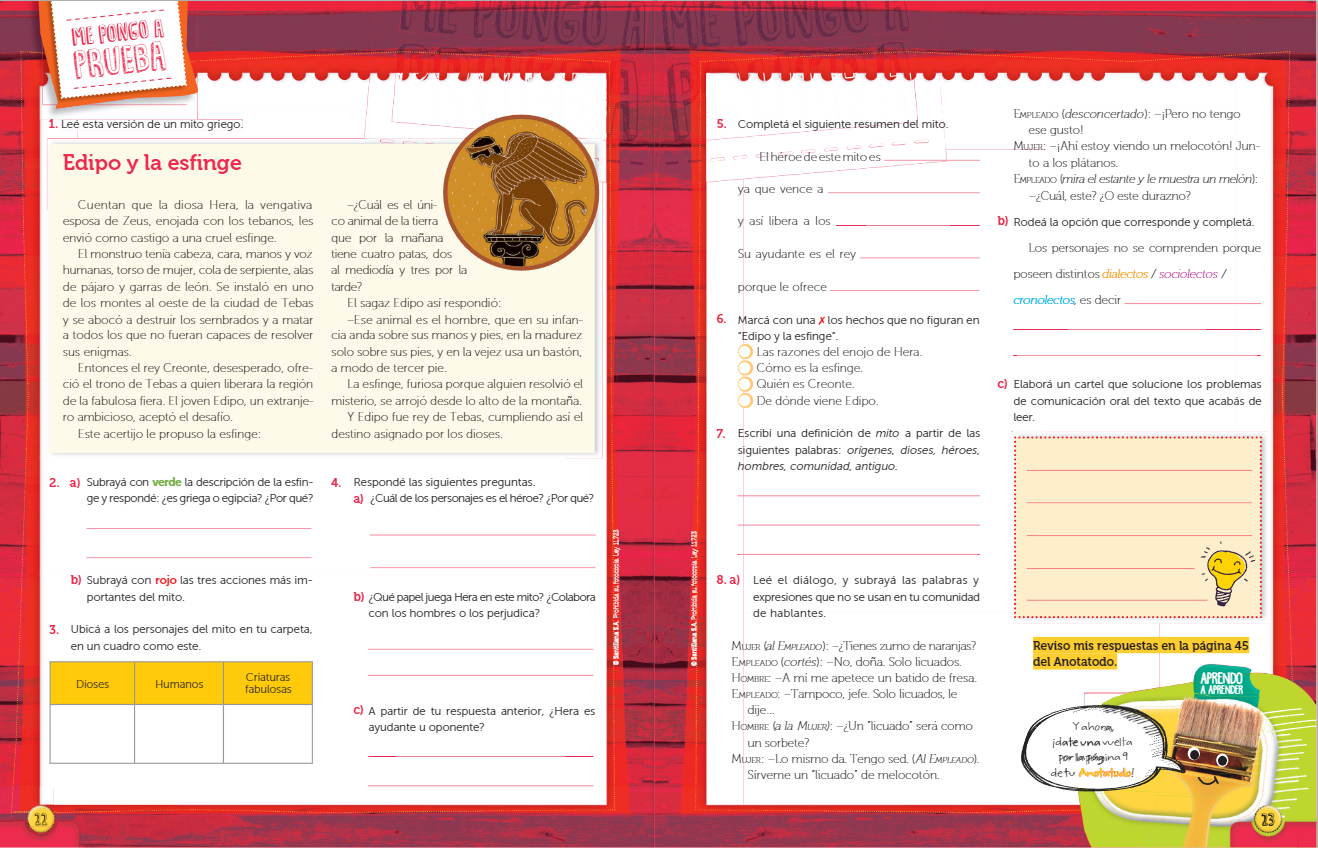 ME PONGO A
PRUEBA
1. Leé esta versión de un mito griego.
Edipo y la esfinge
Cuentan que la diosa Hera, la vengativa
esposa de Zeus, enojada con los tebanos, les
envió como castigo a una cruel esfinge.
El monstruo tenía cabeza, cara, manos y voz
humanas, torso de mujer, cola de serpiente, alas
de pájaro y garras de león. Se instaló en uno
de los montes al oeste de la ciudad de Tebas
y se abocó a destruir los sembrados y a matar
a todos los que no fueran capaces de resolver
sus enigmas.
Entonces el rey Creonte, desesperado, ofre-
ció el trono de Tebas a quien liberara la región
de la fabulosa fiera. El joven Edipo, un extranje-
ro ambicioso, aceptó el desafío.
Este acertijo le propuso la esfinge:
–¿Cuál es el úni-
co animal de la tierra
que por la mañana
tiene cuatro patas, dos
al mediodía y tres por la
tarde?
El sagaz Edipo así respondió:
–Ese animal es el hombre, que en su infan-
cia anda sobre sus manos y pies, en la madurez
solo sobre sus pies, y en la vejez usa un bastón,
a modo de tercer pie.
La esfinge, furiosa porque alguien resolvió el
misterio, se arrojó desde lo alto de la montaña.
Y Edipo fue rey de Tebas, cumpliendo así el
destino asignado por los dioses.
2. a) Subrayá con verde la descripción de la esfin-
ge y respondé: ¿es griega o egipcia? ¿Por qué?
b) Subrayá con rojo las tres acciones más im-
portantes del mito.
3. Ubicá a los personajes del mito en tu carpeta,
en un cuadro como este.
Dioses
Humanos
Criaturas
fabulosas
4. Respondé las siguientes preguntas.
a) ¿Cuál de los personajes es el héroe? ¿Por qué?
b) ¿Qué papel juega Hera en este mito? ¿Colabora
con los hombres o los perjudica?
c) A partir de tu respuesta anterior, ¿Hera es
ayudante u oponente?
© Santillana S.A. Prohibida su fotocopia. Ley 11.723
22
ME PONGO A ME PONGO A
© Santillana S.A. Prohibida su fotocopia. Ley 11.723
5. Completá el siguiente resumen del mito.
El héroe de este mito es
ya que vence a
y así libera a los
Su ayudante es el rey
porque le ofrece
6. Marcá con una ✗ los hechos que no figuran en
"Edipo y la esfinge".
Las razones del enojo de Hera.
Cómo es la esfinge.
Quién es Creonte.
De dónde viene Edipo.
7. Escribí una definición de mito a partir de las
siguientes palabras: orígenes, dioses, héroes,
hombres, comunidad, antiguo.
8. a) Leé el diálogo, y subrayá las palabras y
expresiones que no se usan en tu comunidad
de hablantes.
Mujer (al Empleado): –¿Tienes zumo de naranjas?
Empleado (cortés): –No, doña. Solo licuados.
Hombre: –A mí me apetece un batido de fresa.
Empleado: –Tampoco, jefe. Solo licuados, le
dije...
Hombre (a la Mujer): –¿Un "licuado" será como
un sorbete?
Mujer: –Lo mismo da. Tengo sed. (Al Empleado).
Sírverne un "licuado" de melocotón.
Empleado (desconcertado): –¡Pero no tengo
ese gusto!
Mujer: –¡Ahí estoy viendo un melocotón! Jun-
to a los plátanos.
Empleado (mira el estante y le muestra un melón):
–¿Cuál, este? ¿O este durazno?
b) Rodeá la opción que corresponde y completá.
Los personajes no se comprenden porque
poseen distintos dialectos / sociolectos /
cronolectos, es decir
c) Elaborá un cartel que solucione los problemas
de comunicación oral del texto que acabás de
leer.
Reviso mis respuestas en la página 45
del Anotatodo.
APRENDO
A APRENDER
Y ahora,
¡date una vuelta
por la página 9
de tu Anotatodo!
23